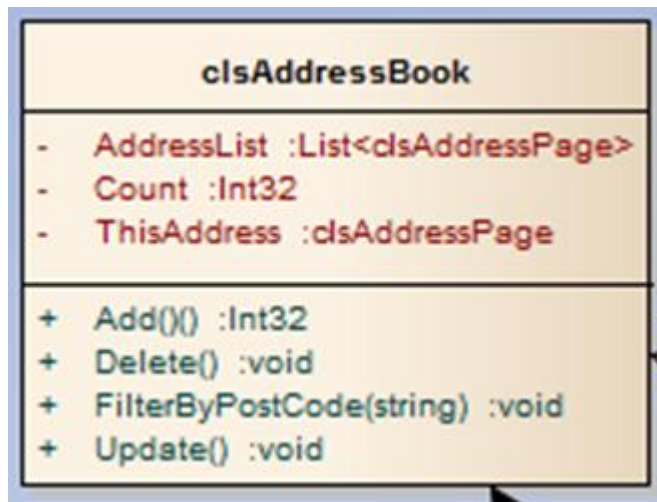 clsAddressBook
- AddressList :List<clsAddressPage>
- Count :Int32
- ThisAddress :clsAddressPage
+ Add()() :Int32
+ Delete() :void
+ FilterByPostCode(string) :void
+ Update() :void